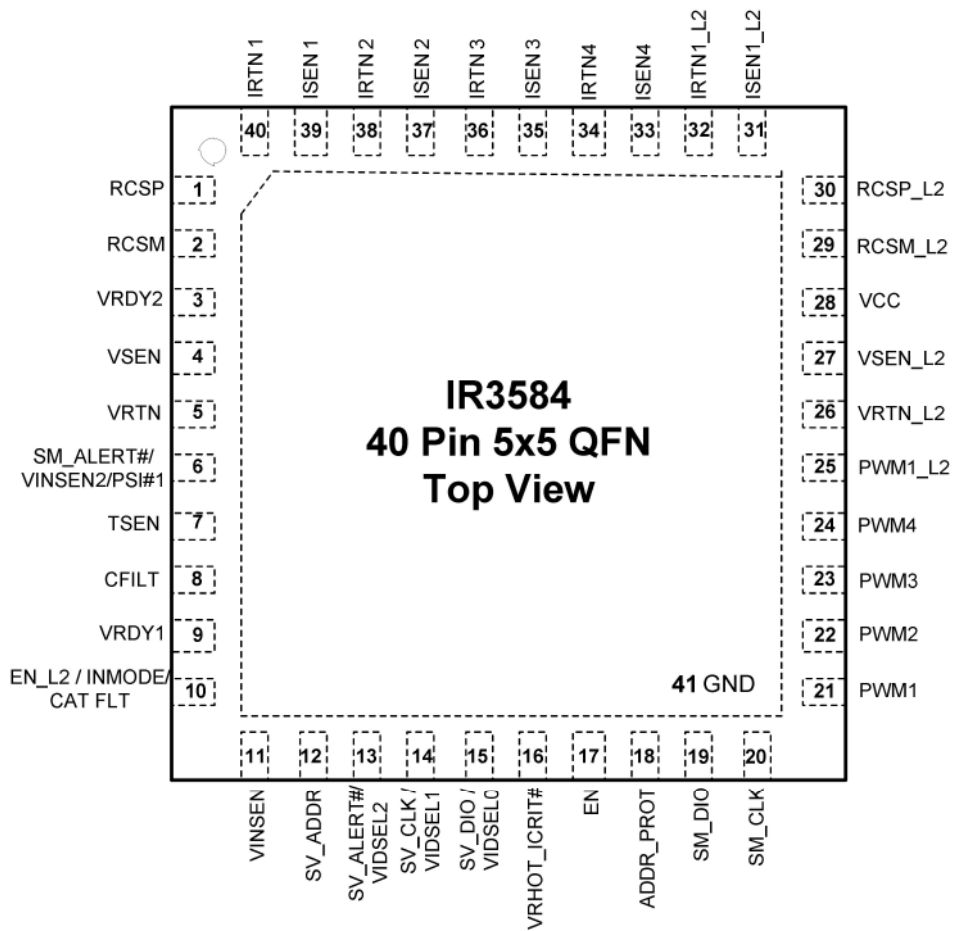 IRTN 1
ISEN 1
IRTN 2
ISEN 2
IRTN 3
ISEN 3
IRTN4
ISEN4
IRTN1_L2
ISEN1_L2
40
39
38
37
36
35
34
33
32
31
RCSP
1
RCSM
2
VRDY2
3
VSEN
4
VRTN
5
SM_ALERT#/
VINSEN2/PSI#1
6
TSEN
7
CFILT
8
VRDY1
9
EN_L2 / INMODE/
CAT FLT
10
IR3584
40 Pin 5x5 QFN
Top View
41 GND
30
RCSP_L2
29
RCSM_L2
28
VCC
27
VSEN_L2
26
VRTN_L2
25
PWM1_L2
24
PWM4
23
PWM3
22
PWM2
21
PWM1
11
12
13
14
15
16
17
18
19
20
VINSEN
SV_ADDR
SV_ALERT#/
VIDSEL2
SV_CLK /
VIDSEL1
SV_DIO /
VIDSEL0
VRHOT_ICRIT#
EN
ADDR_PROT
SM_DIO
SM_CLK